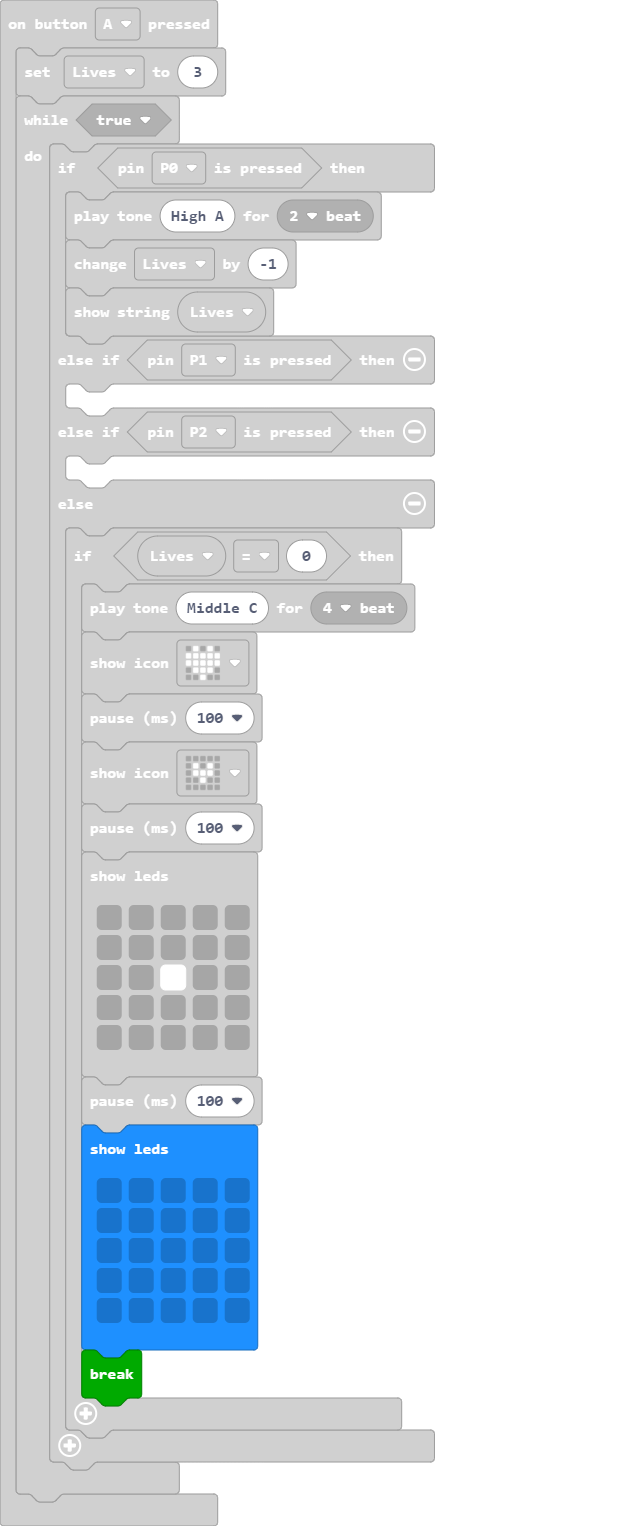 on button A pressed
set Lives to 3
while true
do
if pin P0 is pressed then
play tone High A for 2 beat
change Lives by -1
show string Lives
else if pin P1 is pressed then
else if pin P2 is pressed then
else
if Lives = 0 then
play tone Middle C for 4 beat
show icon
pause (ms) 100
show icon
pause (ms) 100
show leds
pause (ms) 100
show leds
break